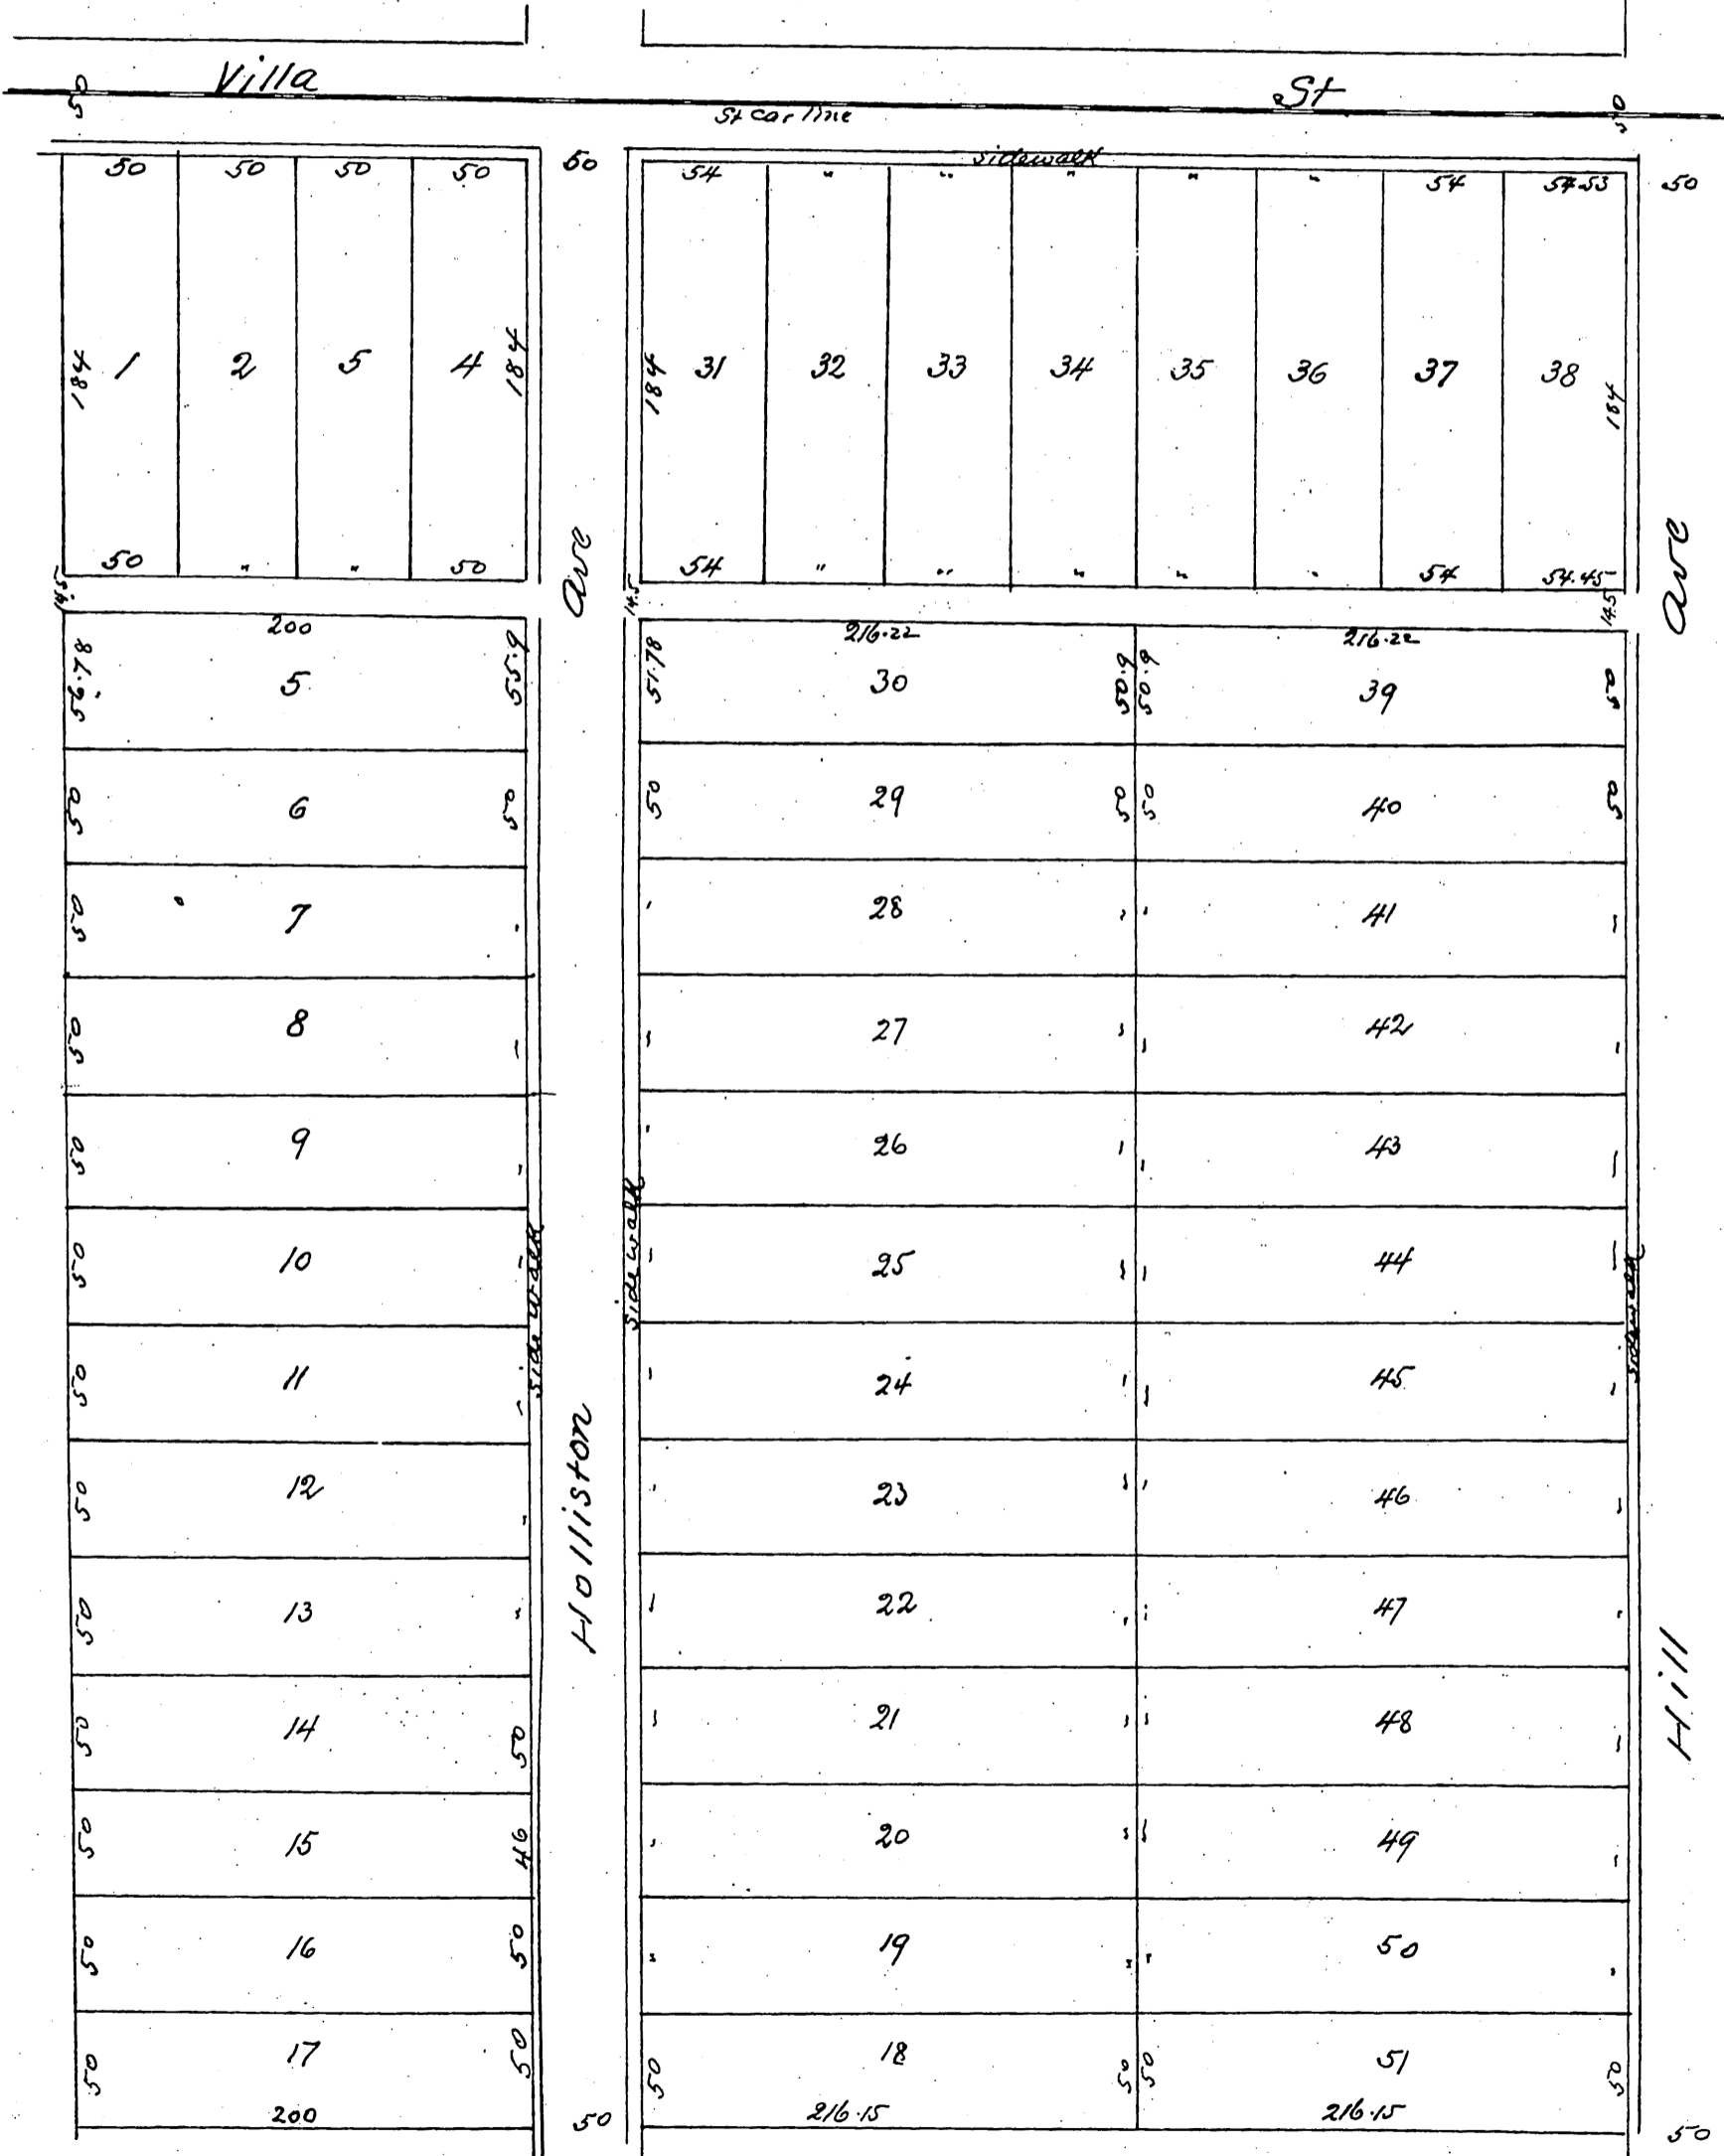 Villa St
50 St car line 50
sidewalk
50 50 50 50 50 54 " " " " " 54 54.53 50
184 1 2 5 4 184 184 31 32 33 34 35 36 37 38 184
50 " " 50 54 " " " " " 54 54.45
Ave Ave
14.5 14.5 14.5
200 216.22 216.22
56.78 5 55.9 51.78 30 50.9 50.9 39 50
50 6 50 50 29 50 50 40 50
50 7 28 41
50 8 27 42
50 9 26 43
50 10 25 44
sidewalk sidewalk sidewalk
50 11 24 45
50 12 23 46
Holliston
50 13 " 22 47
50 14 50 21 48
Hill
50 15 46 20 49
50 16 50 19 50
50 17 50 50 18 50 50 51 50
200 50 216.15 216.15 50